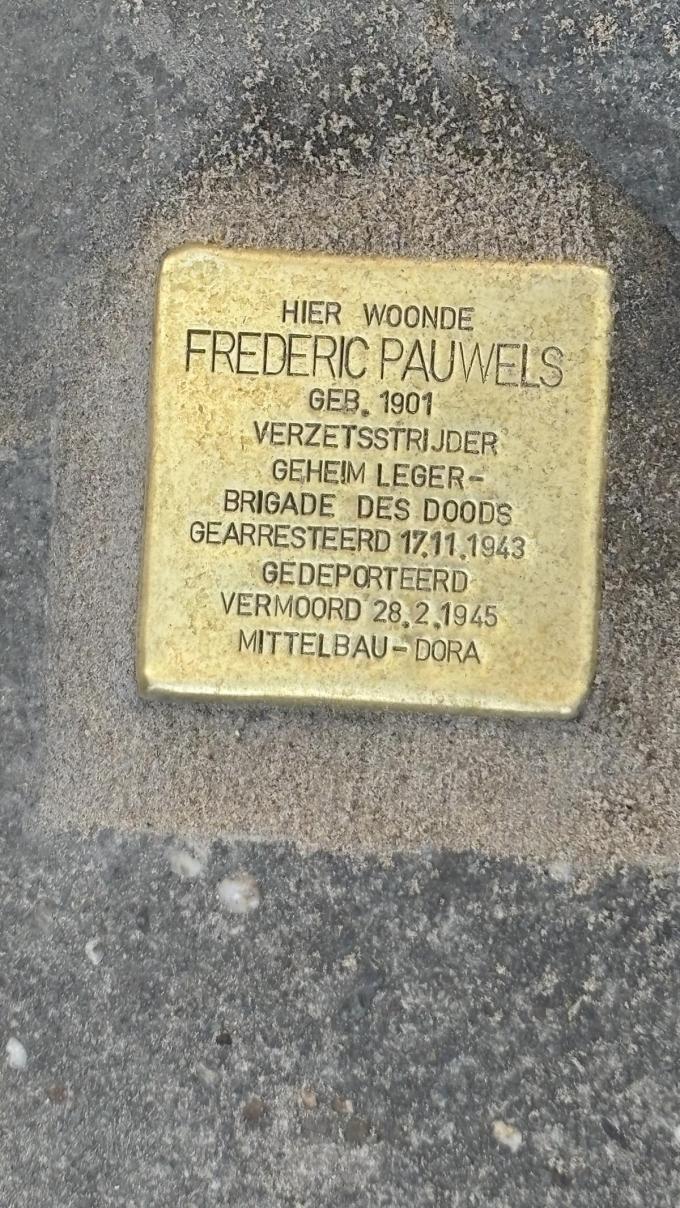 HIER WOONDE
FREDERIC PAUWELS
GEB. 1901
VERZETSSTRIJDER
GEHEIM LEGER-
BRIGADE DES DOODS
GEARRESTEERD 17.11.1943
GEDEPORTEERD
VERMOORD 28.2.1945
MITTELBAU-DORA